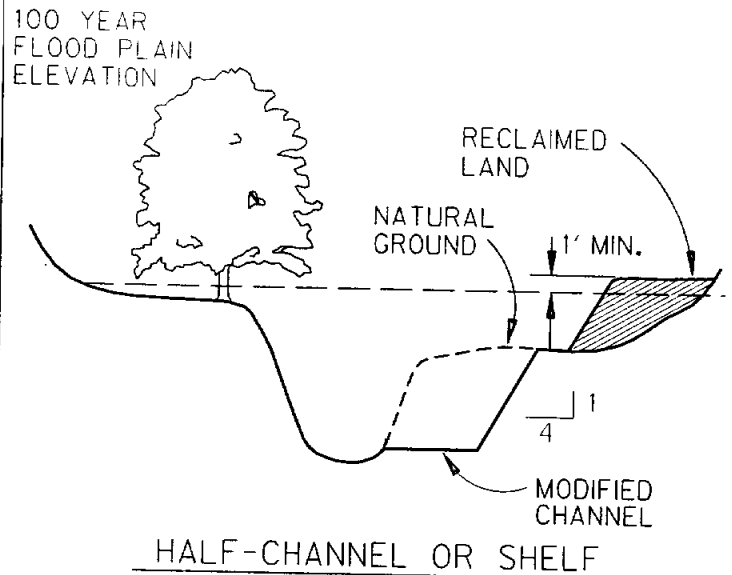 100 YEAR
FLOOD PLAIN
ELEVATION
RECLAIMED
LAND
NATURAL
GROUND
1' MIN.
1
4
MODIFIED
CHANNEL
HALF-CHANNEL OR SHELF